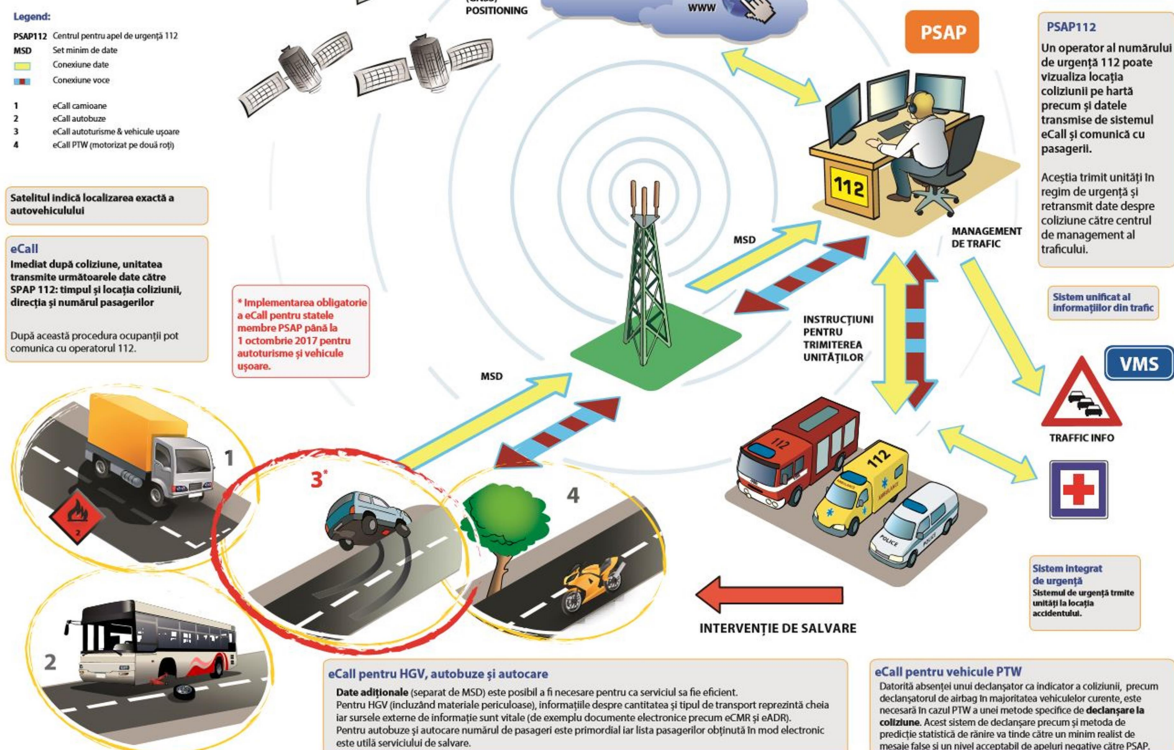 (GNSS)
POSITIONING
www
Legend:
PSAP112 Centrul pentru apel de urgență 112
MSD Set minim de date
Conexiune date
Conexiune voce
1 eCall camioane
2 eCall autobuze
3 eCall autoturisme & vehicule ușoare
4 eCall PTW (motorizat pe două roți)
Satelitul indică localizarea exactă a
autovehiculului
eCall
Imediat după coliziune, unitatea
transmite următoarele date către
SPAP 112: timpul și locația coliziunii,
direcția și numărul pasagerilor
După această procedura ocupanții pot
comunica cu operatorul 112.
* Implementarea obligatorie
a eCall pentru statele
membre PSAP până la
1 octombrie 2017 pentru
autoturisme și vehicule
ușoare.
PSAP
112
PSAP112
Un operator al numărului
de urgență 112 poate
vizualiza locația
coliziunii pe hartă
precum și datele
transmise de sistemul
eCall și comunică cu
pasagerii.
Aceștia trimit unități în
regim de urgență și
retransmit date despre
coliziune către centrul
de management al
traficului.
MANAGEMENT
DE TRAFIC
MSD
MSD
INSTRUCȚIUNI
PENTRU
TRIMITEREA
UNITĂȚILOR
Sistem unificat al
informațiilor din trafic
VMS
TRAFFIC INFO
1
2
3*
4
2
112
112
AMBULANCE
AMBULANCE
POLICE
POLICE
INTERVENȚIE DE SALVARE
Sistem integrat
de urgență
Sistemul de urgență trmite
unități la locația
accidentului.
eCall pentru HGV, autobuze și autocare
Date adiționale (separat de MSD) este posibil a fi necesare pentru ca serviciul sa fie eficient.
Pentru HGV (incluzând materiale periculoase), informațiile despre cantitatea și tipul de transport reprezintă cheia
iar sursele externe de informație sunt vitale (de exemplu documente electronice precum eCMR și eADR).
Pentru autobuze și autocare numărul de pasageri este primordial iar lista pasagerilor obținută în mod electronic
este utilă serviciului de salvare.
eCall pentru vehicule PTW
Datorită absenței unui declanșator ca indicator a coliziunii, precum
declanșatorul de airbag în majoritatea vehiculelor curente, este
necesară în cazul PTW a unei metode specifice de declanșare la
coliziune. Acest sistem de declanșare precum și metoda de
predicție statistică de rănire va tinde către un minim realist de
mesaje false și un nivel acceptabil de apeluri negative către PSAP.